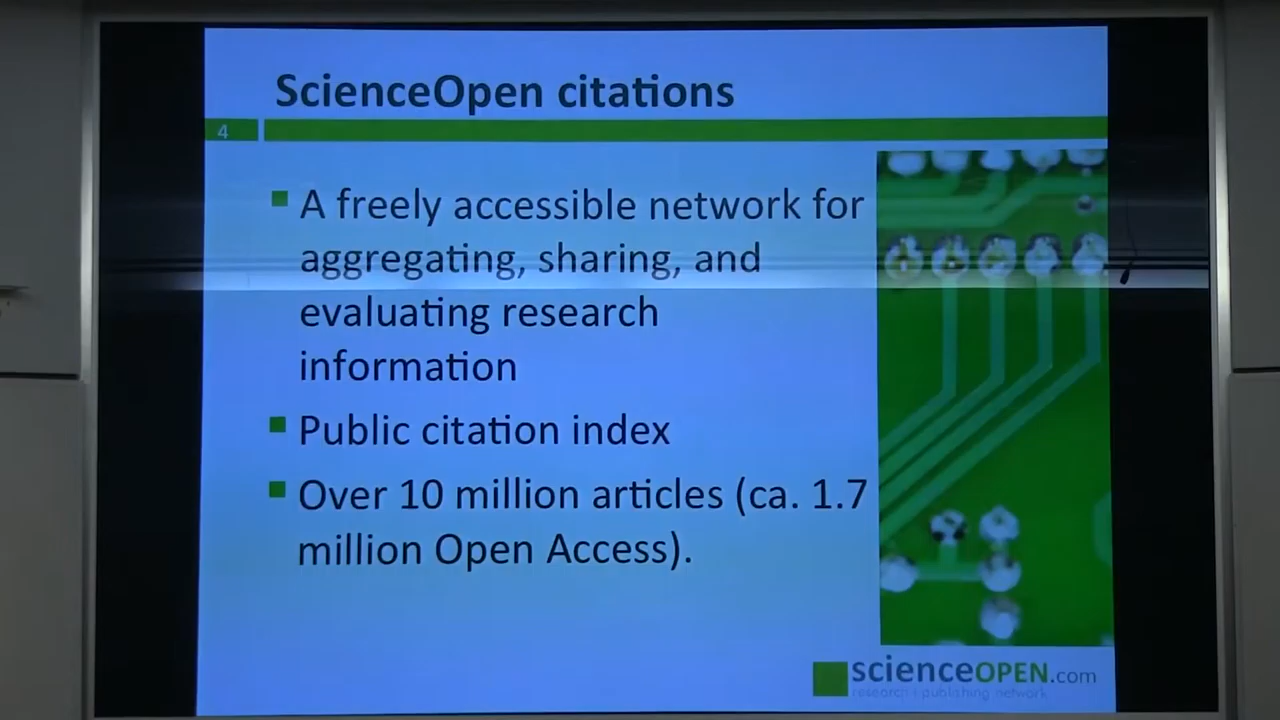 ScienceOpen citations
4
▪ A freely accessible network for
aggregating, sharing, and
evaluating research
information
▪ Public citation index
▪ Over 10 million articles (ca. 1.7
million Open Access).
scienceOPEN.com
research + publishing network